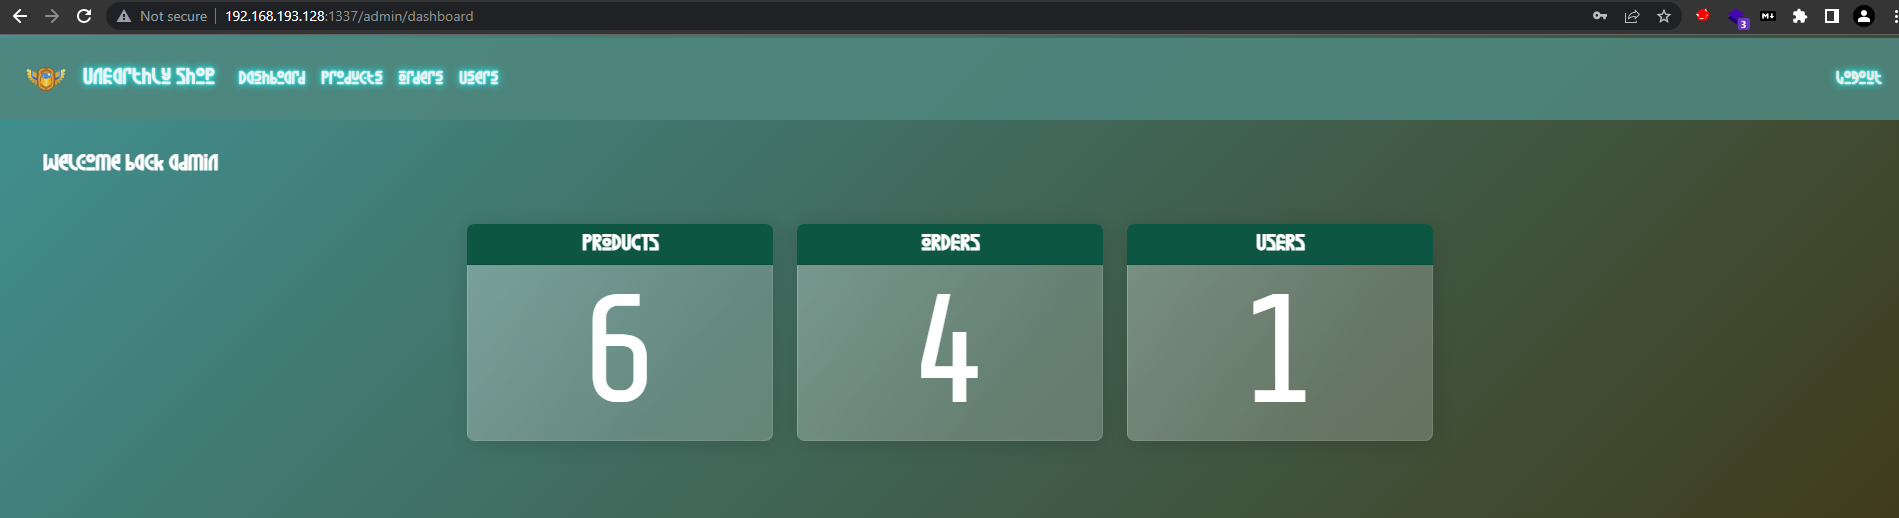 Not secure | 192.168.193.128:1337/admin/dashboard
3
M↓
Unearthly Shop Dashboard Products Orders Users Logout
Welcome back admin
PRODUCTS ORDERS USERS
6 4 1